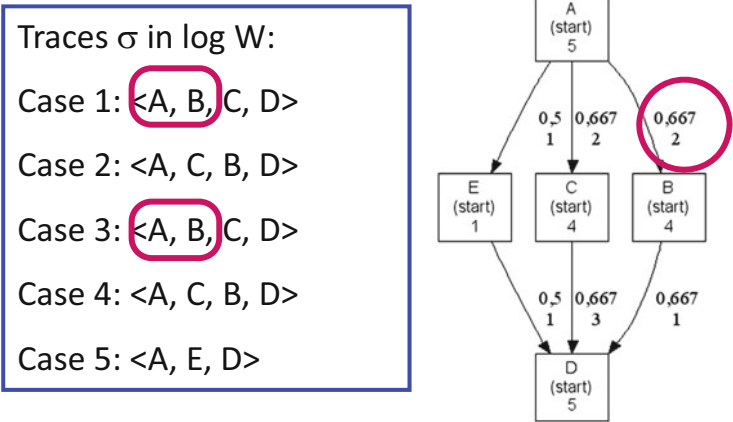 Traces σ in log W:
Case 1: <A, B, C, D>
Case 2: <A, C, B, D>
Case 3: <A, B, C, D>
Case 4: <A, C, B, D>
Case 5: <A, E, D>
A
(start)
5
0,5 0,667 0,667
1 2 2
E C B
(start) (start) (start)
1 4 4
0,5 0,667 0,667
1 3 1
D
(start)
5